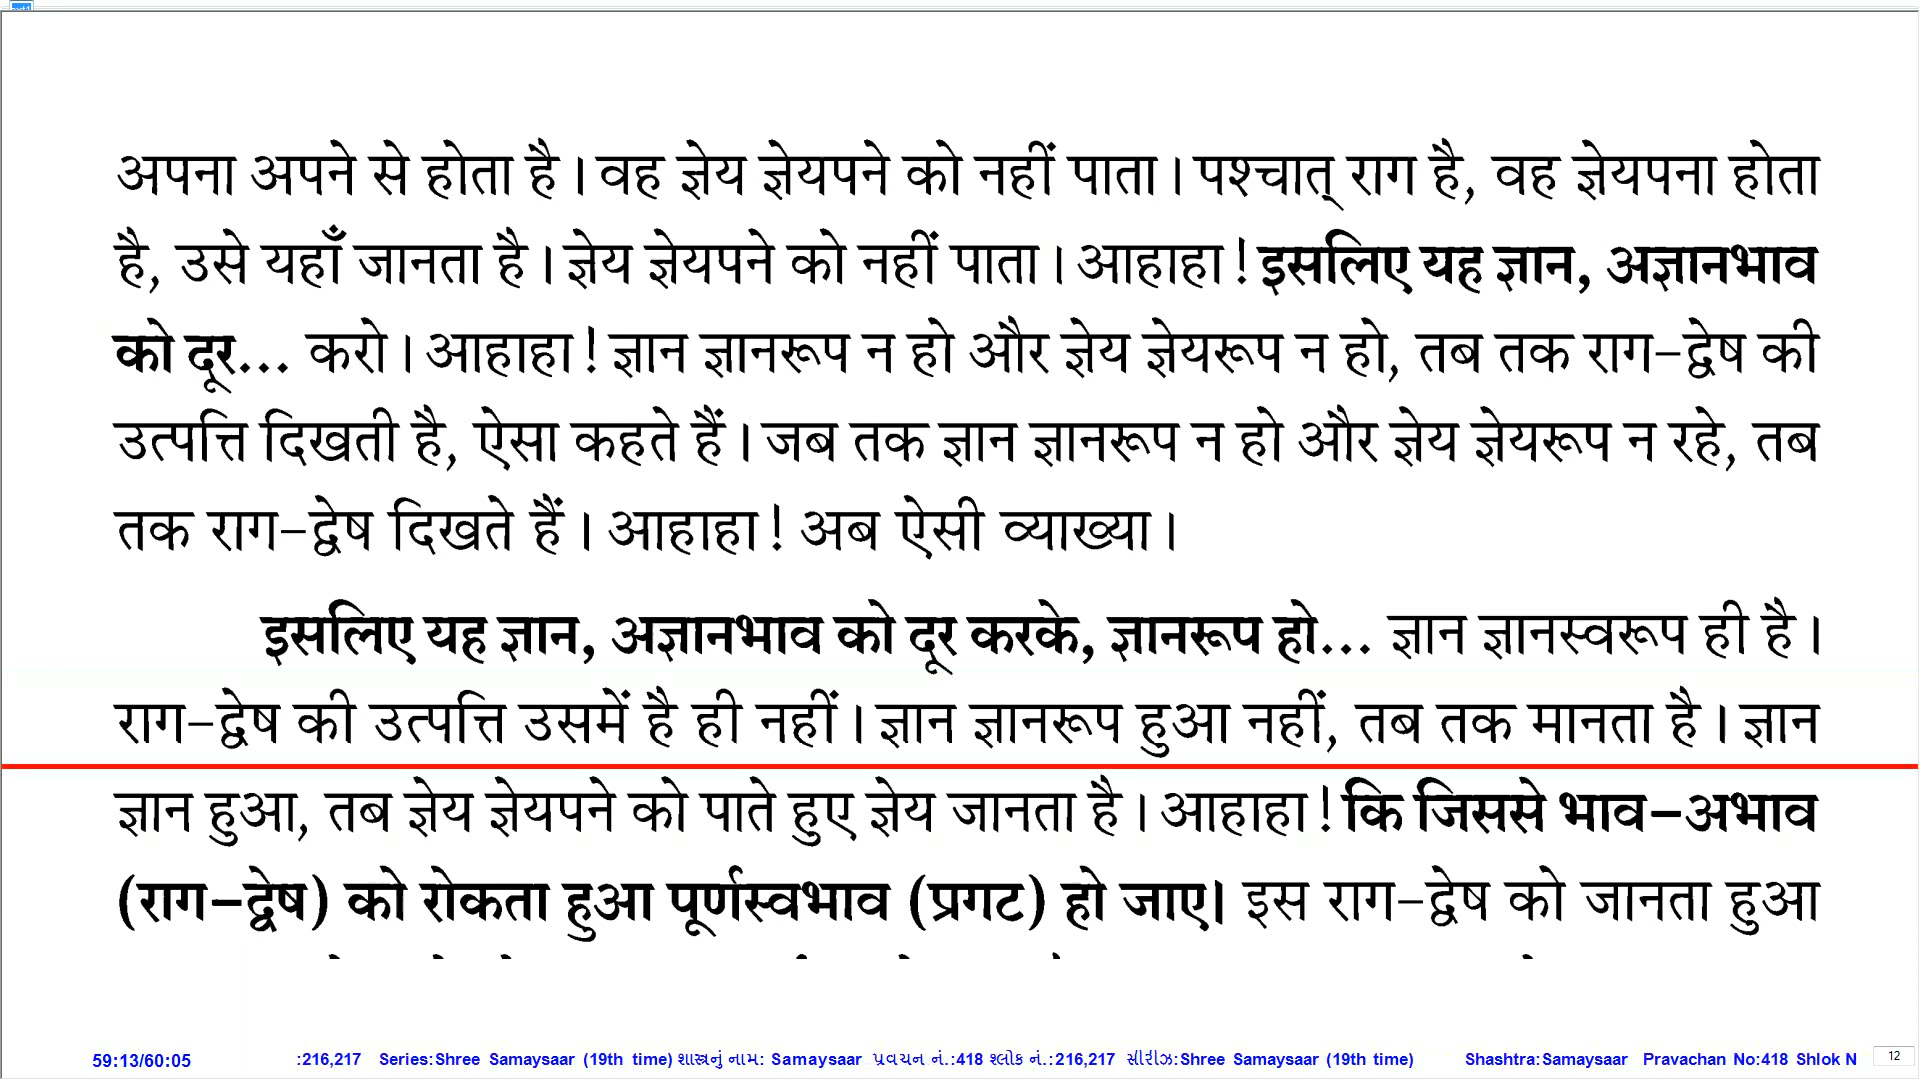 अपना अपने से होता है। वह ज्ञेय ज्ञेयपने को नहीं पाता। पश्चात् राग है, वह ज्ञेयपना होता
है, उसे यहाँ जानता है। ज्ञेय ज्ञेयपने को नहीं पाता। आहाहा! इसलिए यह ज्ञान, अज्ञानभाव
को दूर... करो। आहाहा! ज्ञान ज्ञानरूप न हो और ज्ञेय ज्ञेयरूप न हो, तब तक राग-द्वेष की
उत्पत्ति दिखती है, ऐसा कहते हैं। जब तक ज्ञान ज्ञानरूप न हो और ज्ञेय ज्ञेयरूप न रहे, तब
तक राग-द्वेष दिखते हैं। आहाहा! अब ऐसी व्याख्या।
इसलिए यह ज्ञान, अज्ञानभाव को दूर करके, ज्ञानरूप हो... ज्ञान ज्ञानस्वरूप ही है।
राग-द्वेष की उत्पत्ति उसमें है ही नहीं। ज्ञान ज्ञानरूप हुआ नहीं, तब तक मानता है। ज्ञान
ज्ञान हुआ, तब ज्ञेय ज्ञेयपने को पाते हुए ज्ञेय जानता है। आहाहा! कि जिससे भाव-अभाव
(राग-द्वेष) को रोकता हुआ पूर्णस्वभाव (प्रगट) हो जाए। इस राग-द्वेष को जानता हुआ
59:13/60:05 :216,217 Series:Shree Samaysaar (19th time) શાસ્ત્રનું નામ: Samaysaar પ્રવચન નં.:418 શ્લોક નં.:216,217 સીરીઝ:Shree Samaysaar (19th time) Shashtra:Samaysaar Pravachan No:418 Shlok N 12